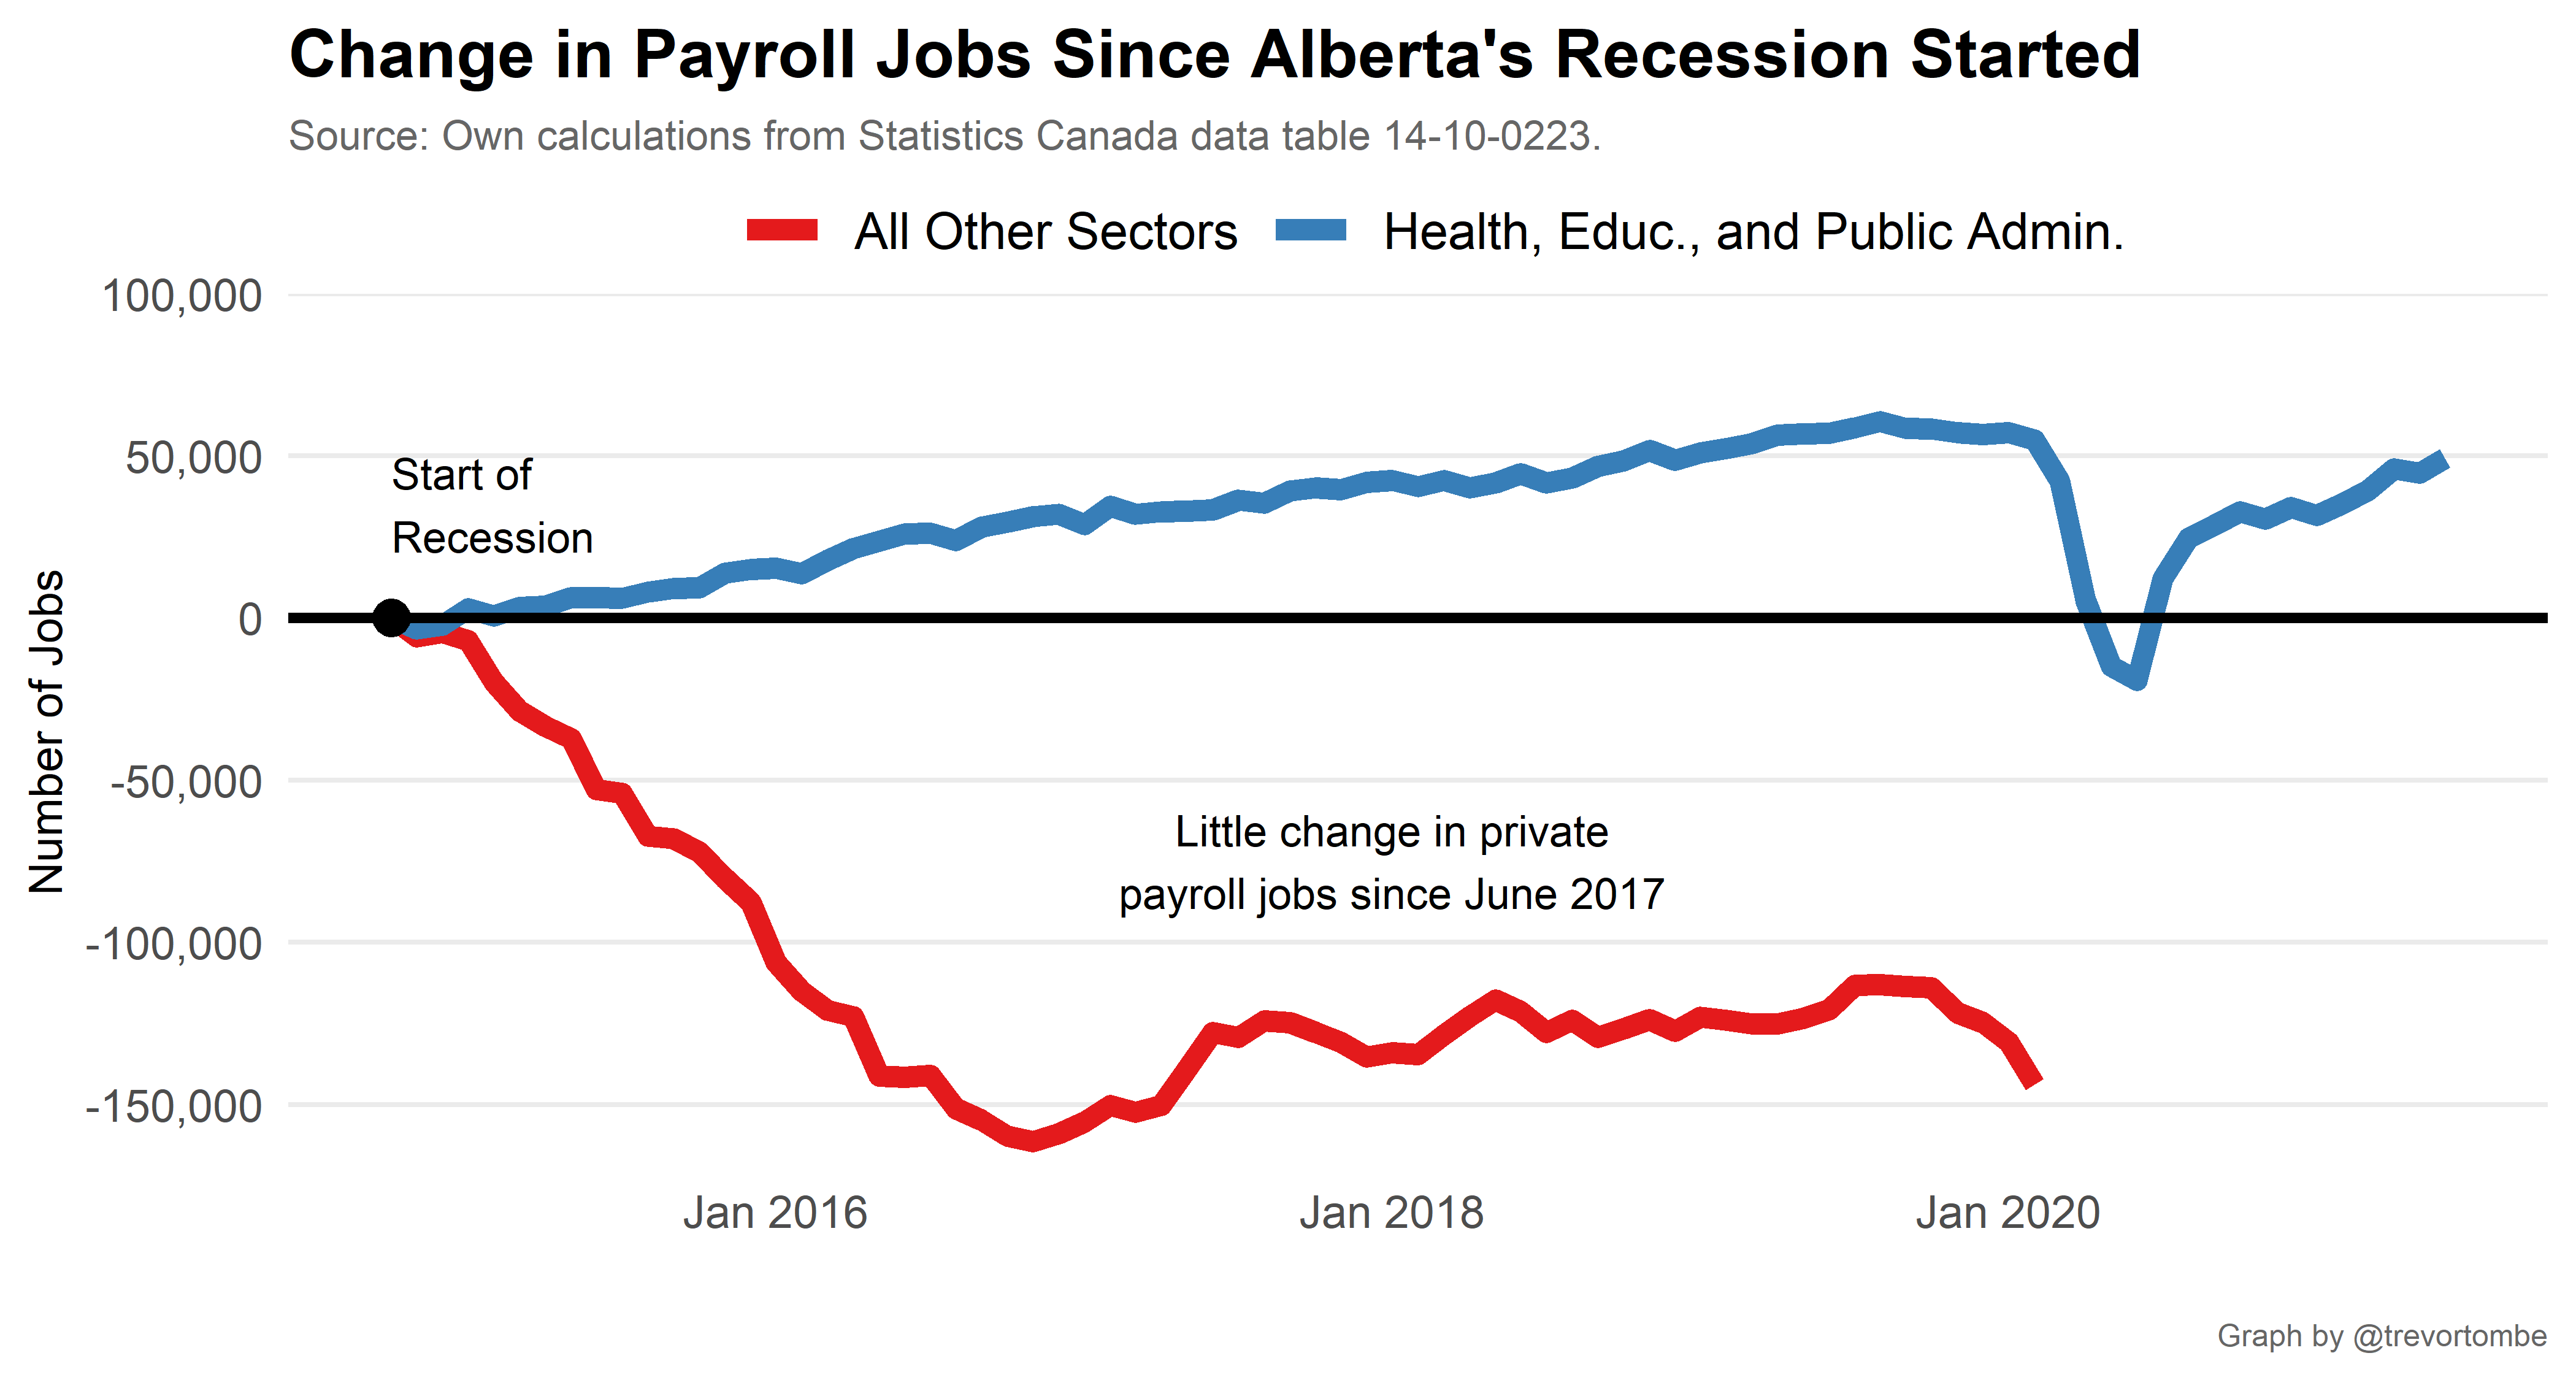 Change in Payroll Jobs Since Alberta's Recession Started
Source: Own calculations from Statistics Canada data table 14-10-0223.
All Other Sectors
Health, Educ., and Public Admin.
Number of Jobs
100,000
50,000
0
-50,000
-100,000
-150,000
Start of
Recession
Little change in private
payroll jobs since June 2017
Jan 2016
Jan 2018
Jan 2020
Graph by @trevortombe